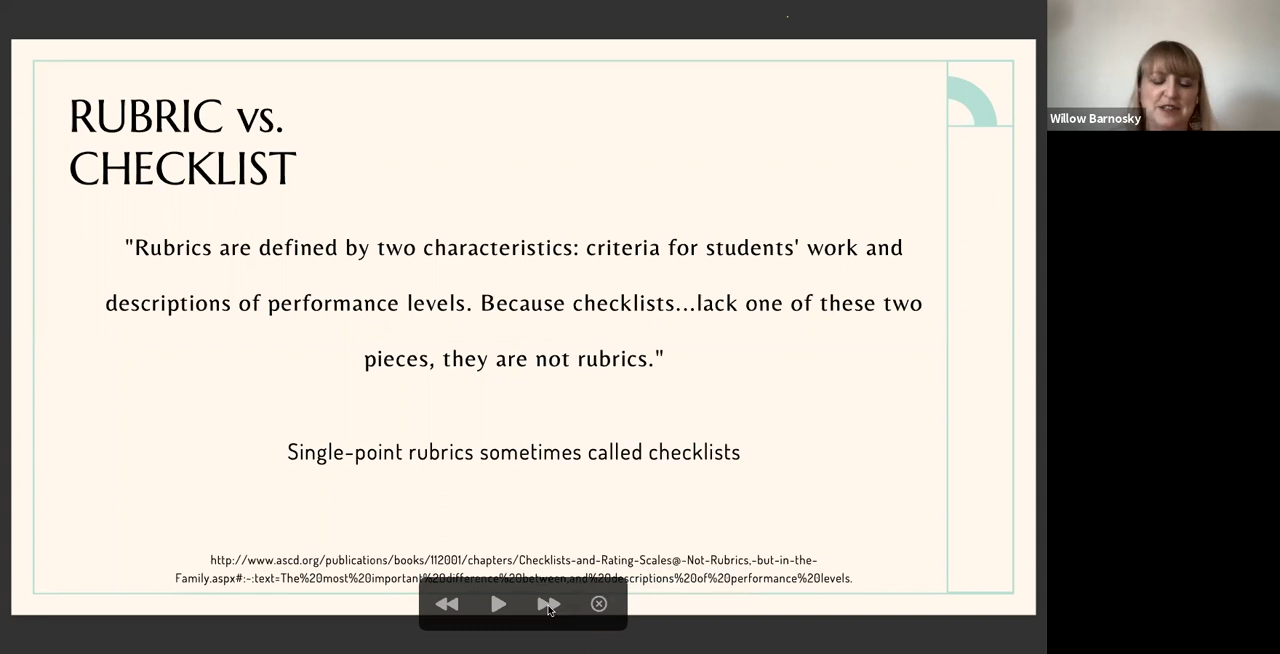 RUBRIC vs.
CHECKLIST
"Rubrics are defined by two characteristics: criteria for students' work and
descriptions of performance levels. Because checklists...lack one of these two
pieces, they are not rubrics."
Single-point rubrics sometimes called checklists
http://www.ascd.org/publications/books/112001/chapters/Checklists-and-Rating-Scales@-Not-Rubrics,-but-in-the-
Family.aspx#:~:text=The%20most%20important%20difference%20between,and%20descriptions%20of%20performance%20levels.
Willow Barnosky